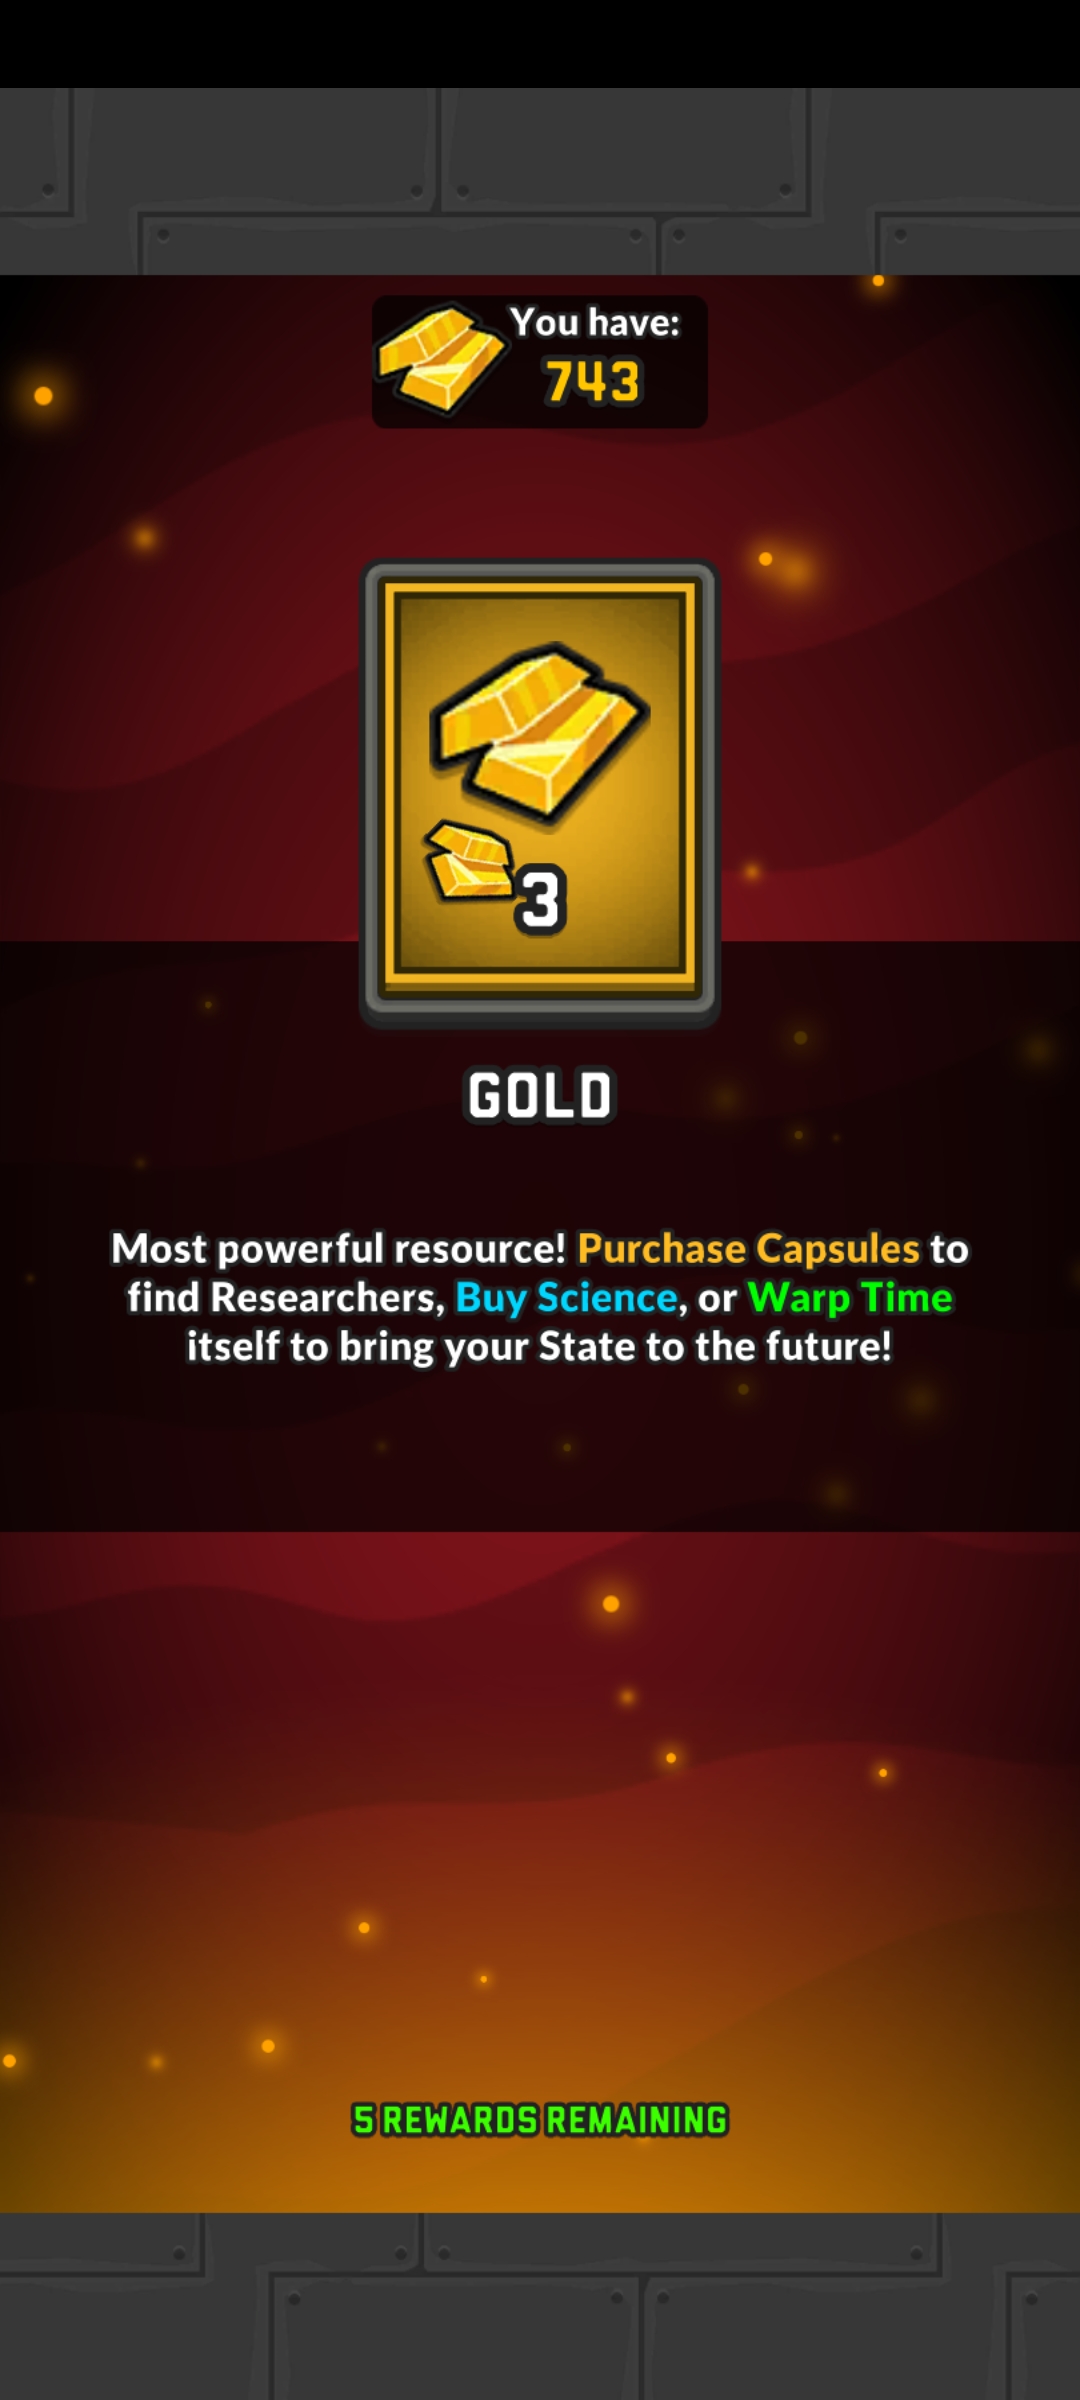 You have:
743
3
GOLD
Most powerful resource! Purchase Capsules to
find Researchers, Buy Science, or Warp Time
itself to bring your State to the future!
5 REWARDS REMAINING